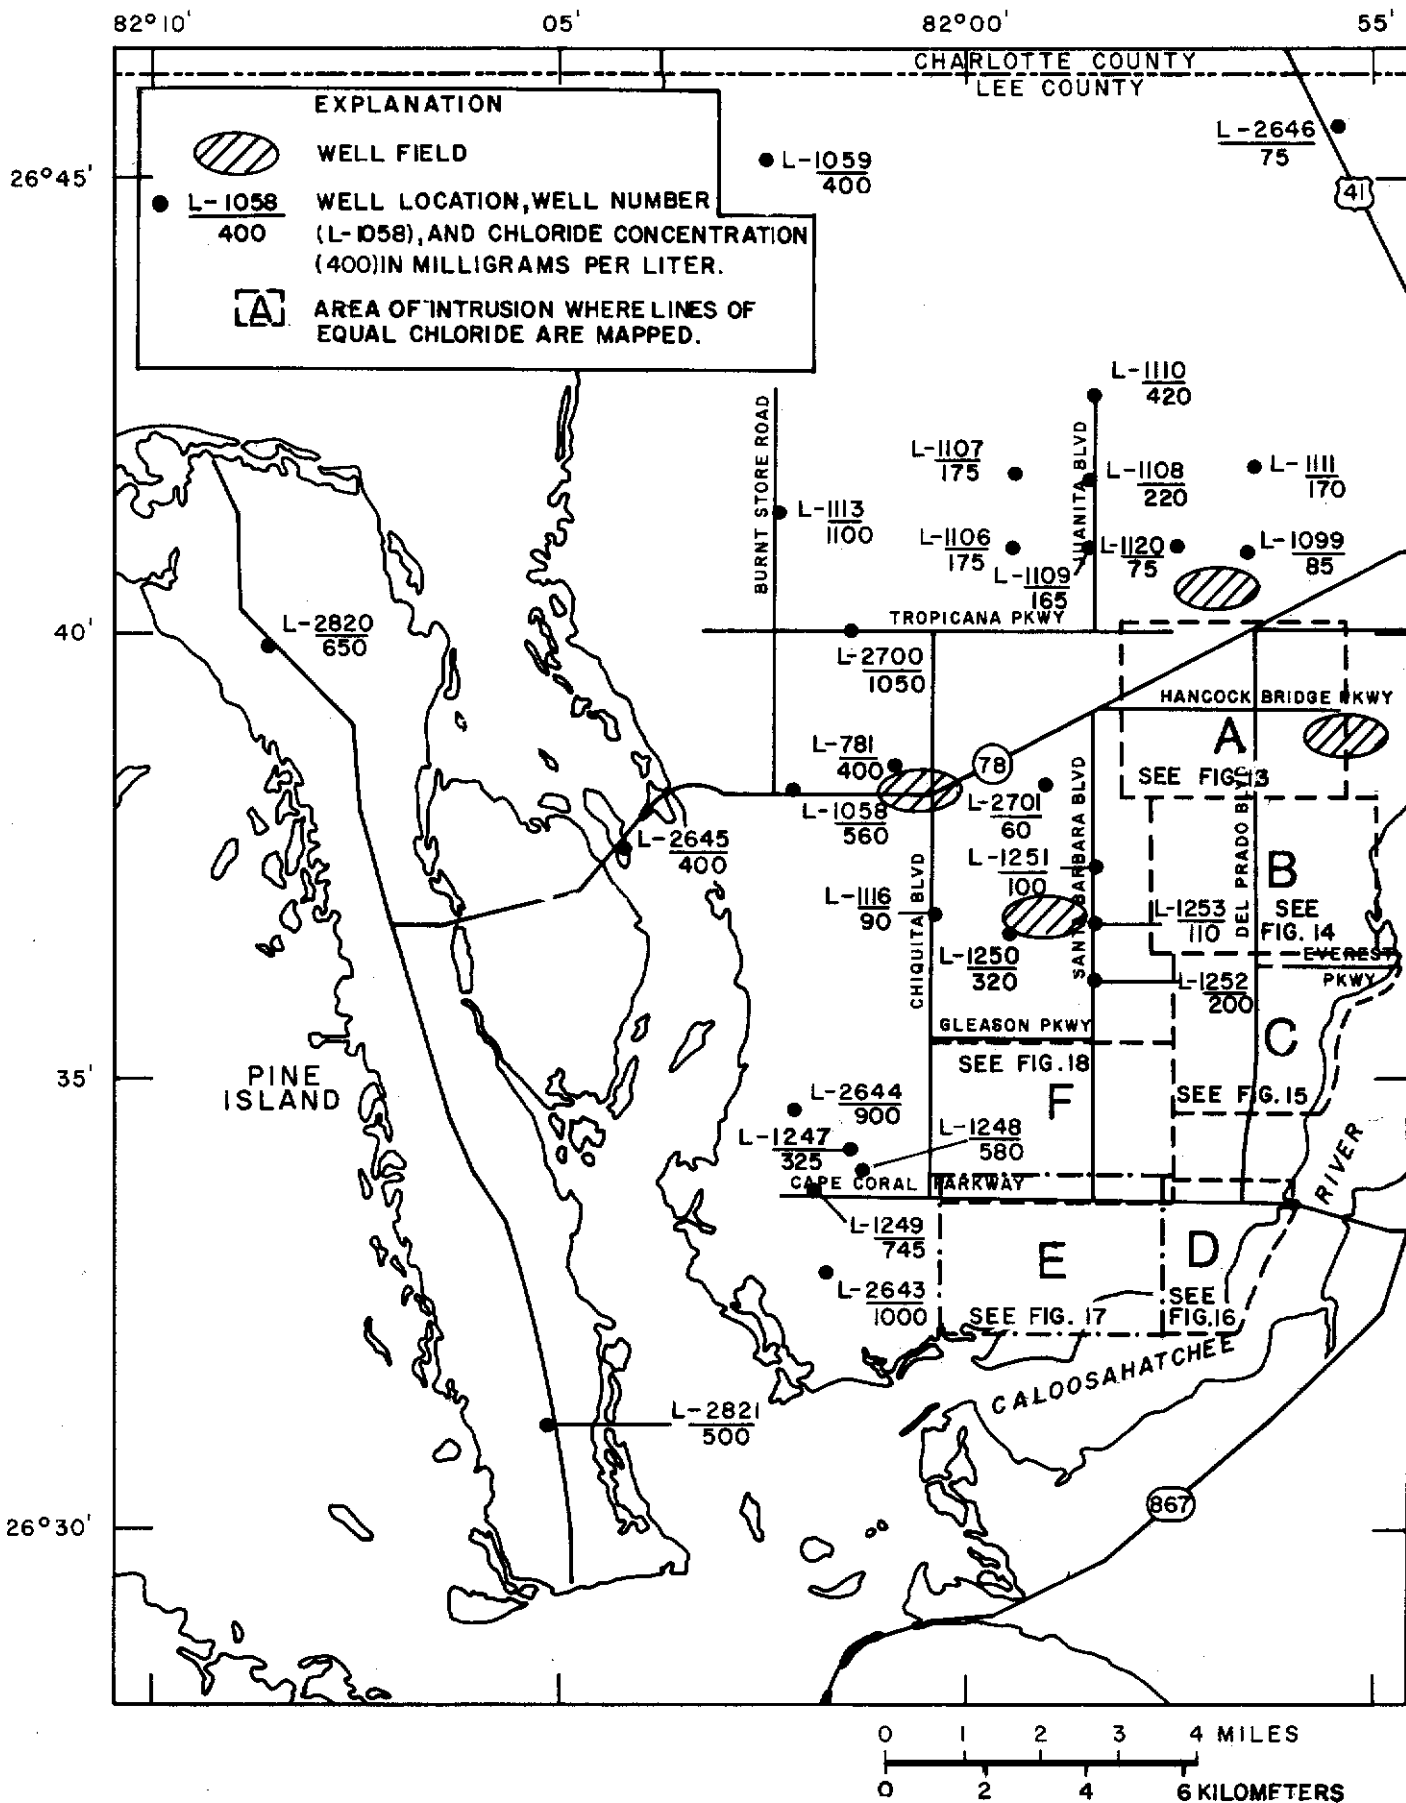 82°10'
05'
82°00'
55'
CHARLOTTE COUNTY
LEE COUNTY
EXPLANATION
WELL FIELD
L-1058
400
WELL LOCATION, WELL NUMBER
(L-1058), AND CHLORIDE CONCENTRATION
(400) IN MILLIGRAMS PER LITER.
A
AREA OF INTRUSION WHERE LINES OF
EQUAL CHLORIDE ARE MAPPED.
26°45'
L-1059
400
L-2646
75
41
L-1110
420
BURNT STORE ROAD
JUANITA BLVD
L-1107
175
L-1108
220
L-1111
170
L-1113
1100
L-1106
175
L-1109
165
L-1120
75
L-1099
85
40'
TROPICANA PKWY
L-2820
650
L-2700
1050
HANCOCK BRIDGE PKWY
A
SEE FIG. 13
L-781
400
78
L-1058
560
L-2701
60
L-2645
400
L-1251
100
SANTA BARBARA BLVD
DEL PRADO BLVD
B
SEE
FIG. 14
CHIQUITA BLVD
L-1116
90
L-1253
110
L-1250
320
EVEREST
PKWY
L-1252
200
GLEASON PKWY
C
SEE FIG. 18
35'
PINE
ISLAND
F
SEE FIG. 15
L-2644
900
L-1247
325
L-1248
580
RIVER
CAPE CORAL PARKWAY
L-1249
745
E
D
L-2643
1000
SEE FIG. 17
SEE
FIG. 16
CALOOSAHATCHEE
L-2821
500
867
26°30'
0 1 2 3 4 MILES
0 2 4 6 KILOMETERS